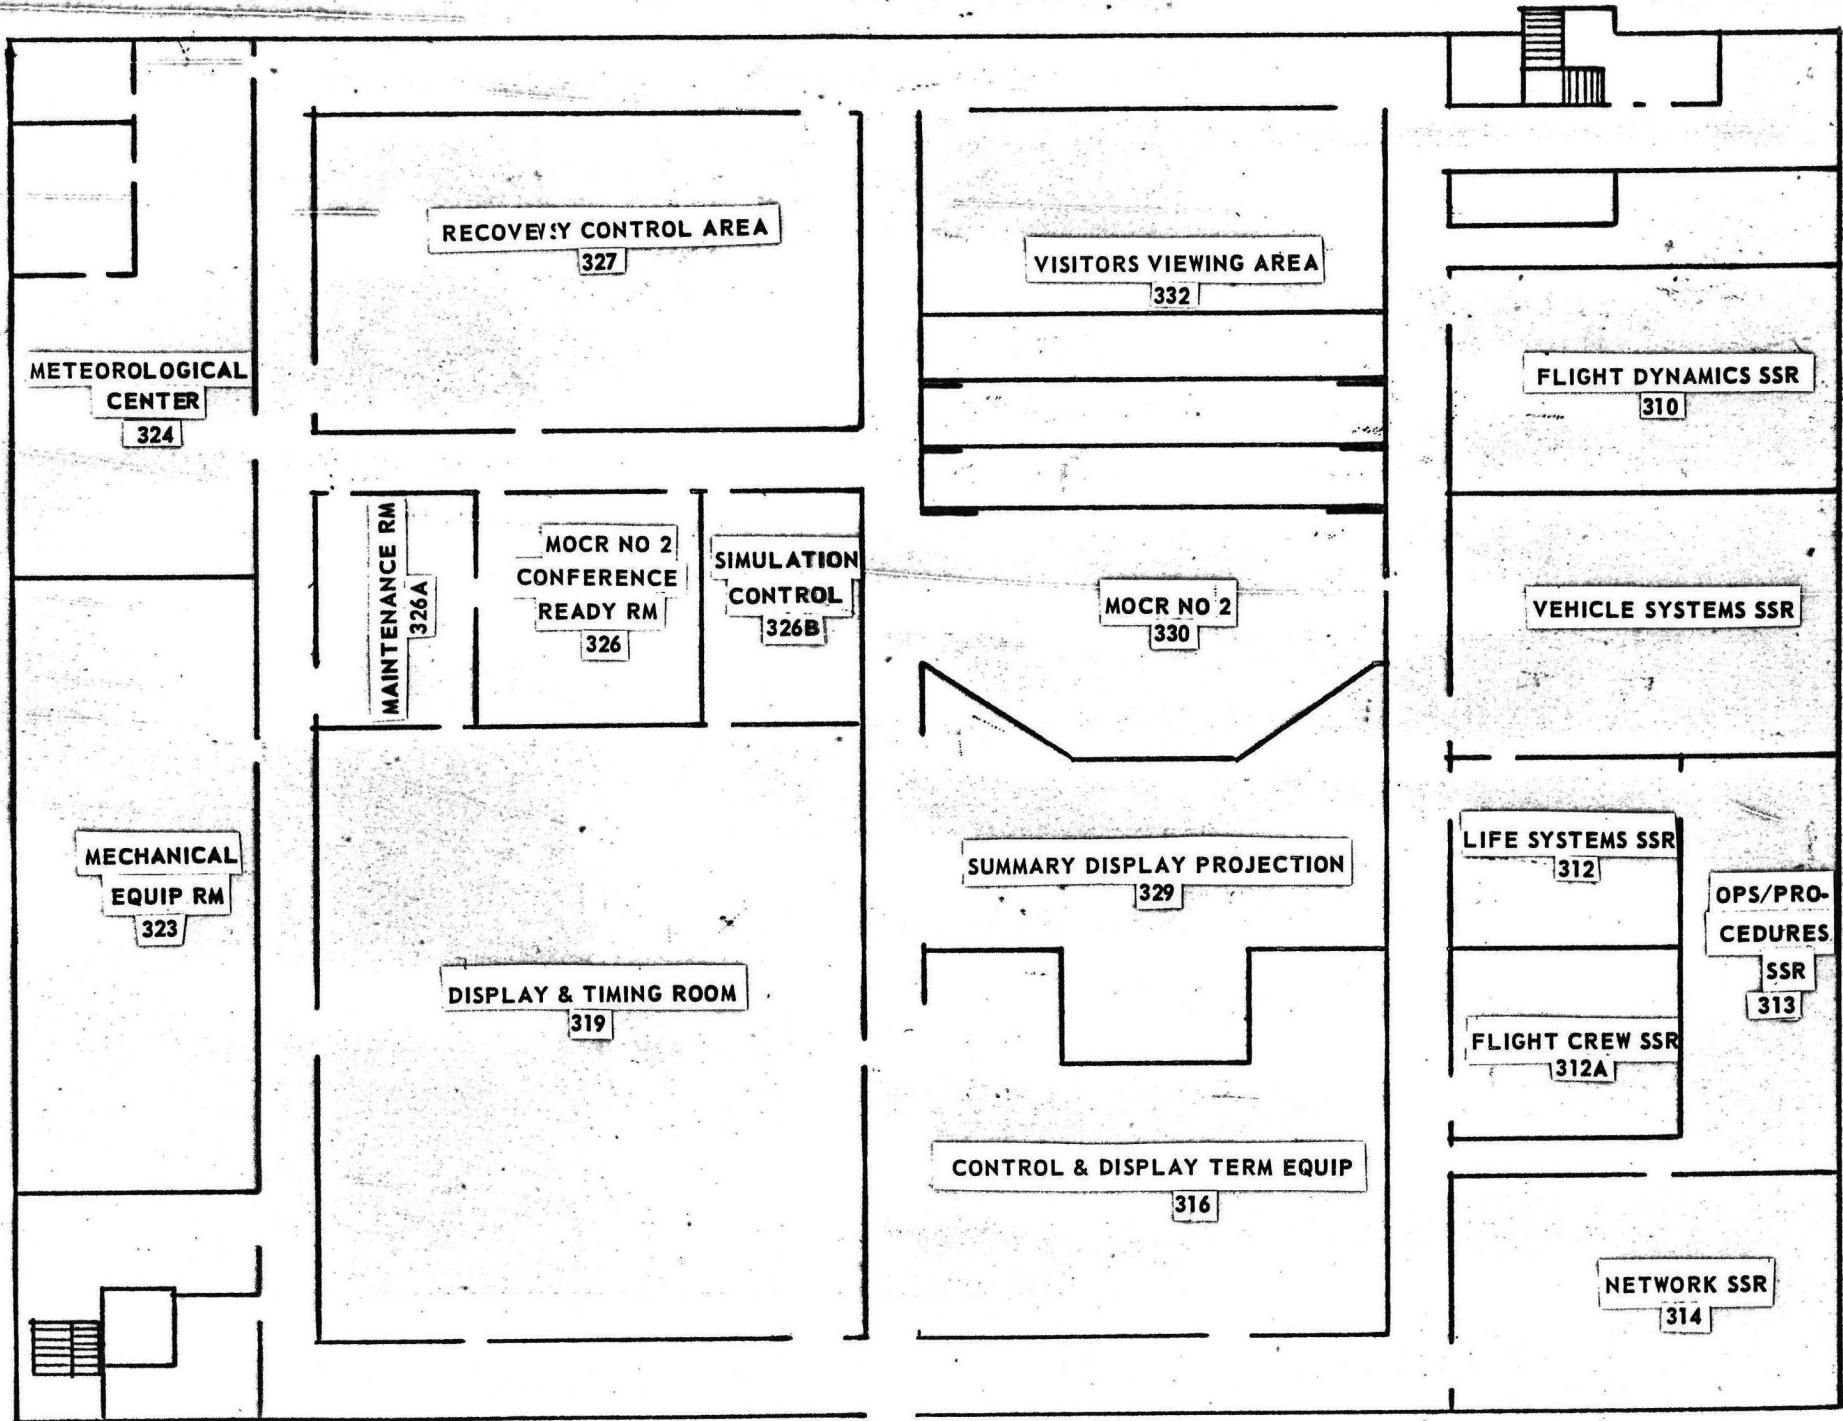 RECOVERY CONTROL AREA
327
VISITORS VIEWING AREA
332
METEOROLOGICAL
CENTER
324
FLIGHT DYNAMICS SSR
310
MAINTENANCE RM
326A
MOCR NO 2
CONFERENCE
READY RM
326
SIMULATION
CONTROL
326B
MOCR NO 2
330
VEHICLE SYSTEMS SSR
MECHANICAL
EQUIP RM
323
SUMMARY DISPLAY PROJECTION
329
LIFE SYSTEMS SSR
312
OPS/PRO-
CEDURES
SSR
313
DISPLAY & TIMING ROOM
319
FLIGHT CREW SSR
312A
CONTROL & DISPLAY TERM EQUIP
316
NETWORK SSR
314